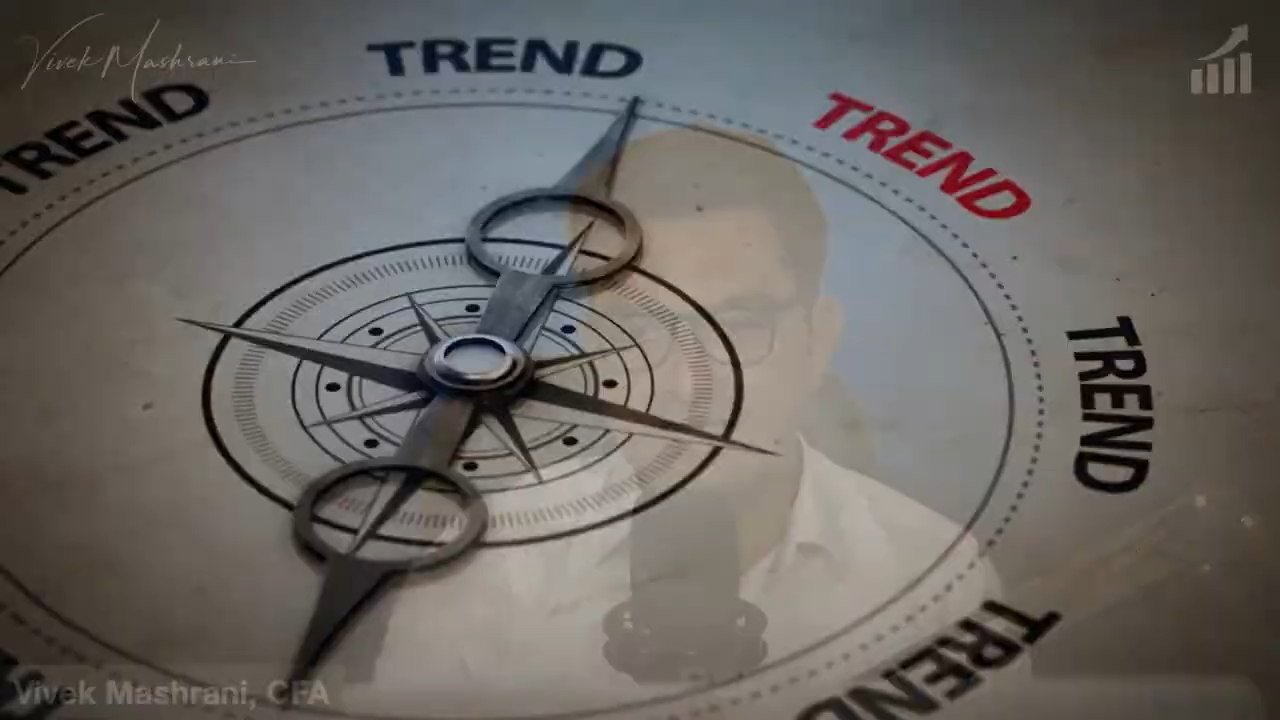 Vivek Mashrani
TREND
TREND
TREND
TREND
TREND
Vivek Mashrani, CFA